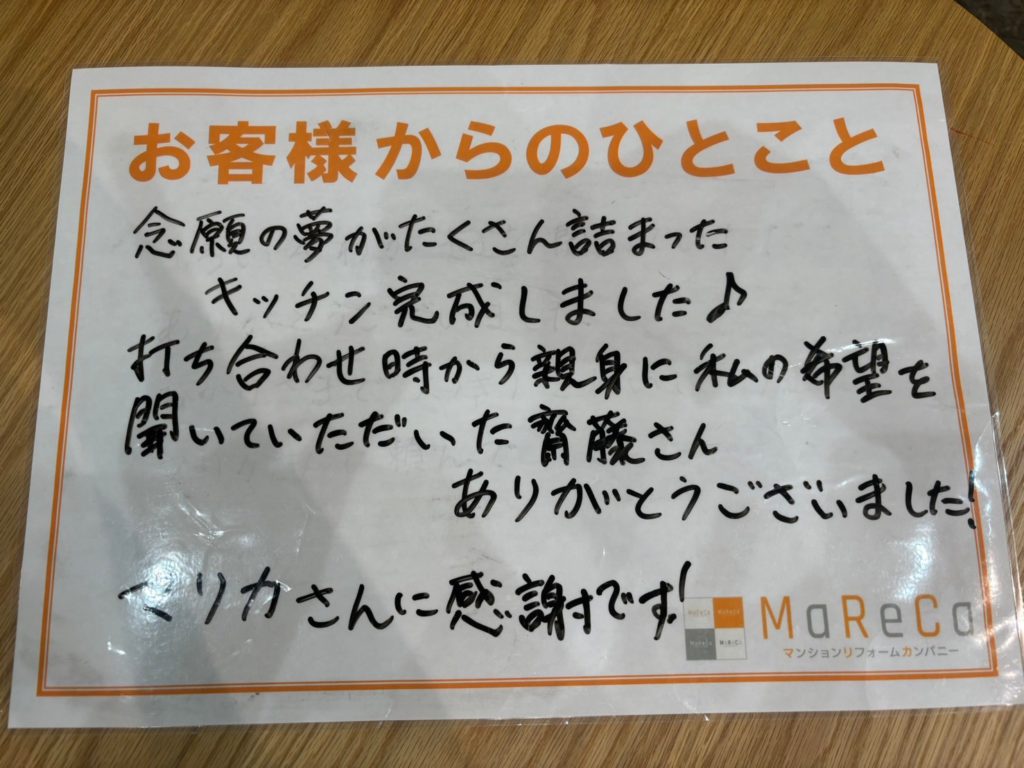 お客様からのひとこと
念願の夢がたくさん詰まった
キッチン完成しました♪
打ち合わせ時から親身に私の希望を
聞いていただいた齋藤さん
ありがとうございました!
マリカさんに感謝です!
MaReCa
マンションリフォームカンパニー